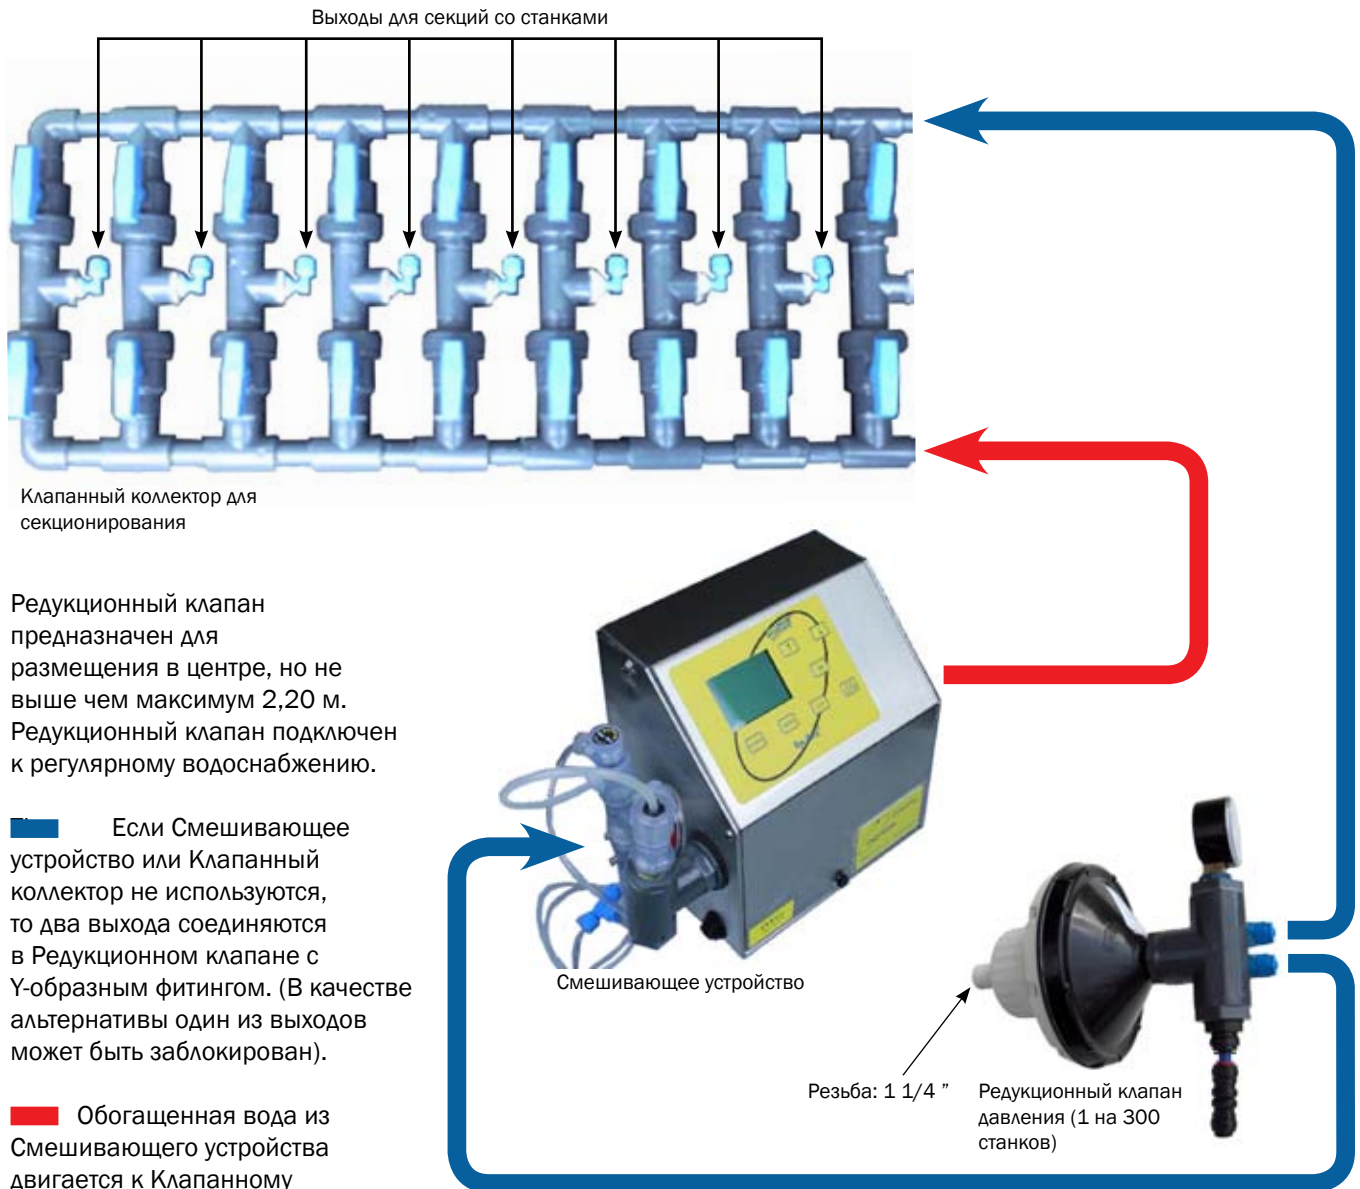 Выходы для секций со станками
Клапанный коллектор для
секционирования
Редукционный клапан
предназначен для
размещения в центре, но не
выше чем максимум 2,20 м.
Редукционный клапан подключен
к регулярному водоснабжению.
Если Смешивающее
устройство или Клапанный
коллектор не используются,
то два выхода соединяются
в Редукционном клапане с
Y-образным фитингом. (В качестве
альтернативы один из выходов
может быть заблокирован).
Обогащенная вода из
Смешивающего устройства
двигается к Клапанному
Смешивающее устройство
Резьба: 1 1/4 ”
Редукционный клапан
давления (1 на 300
станков)